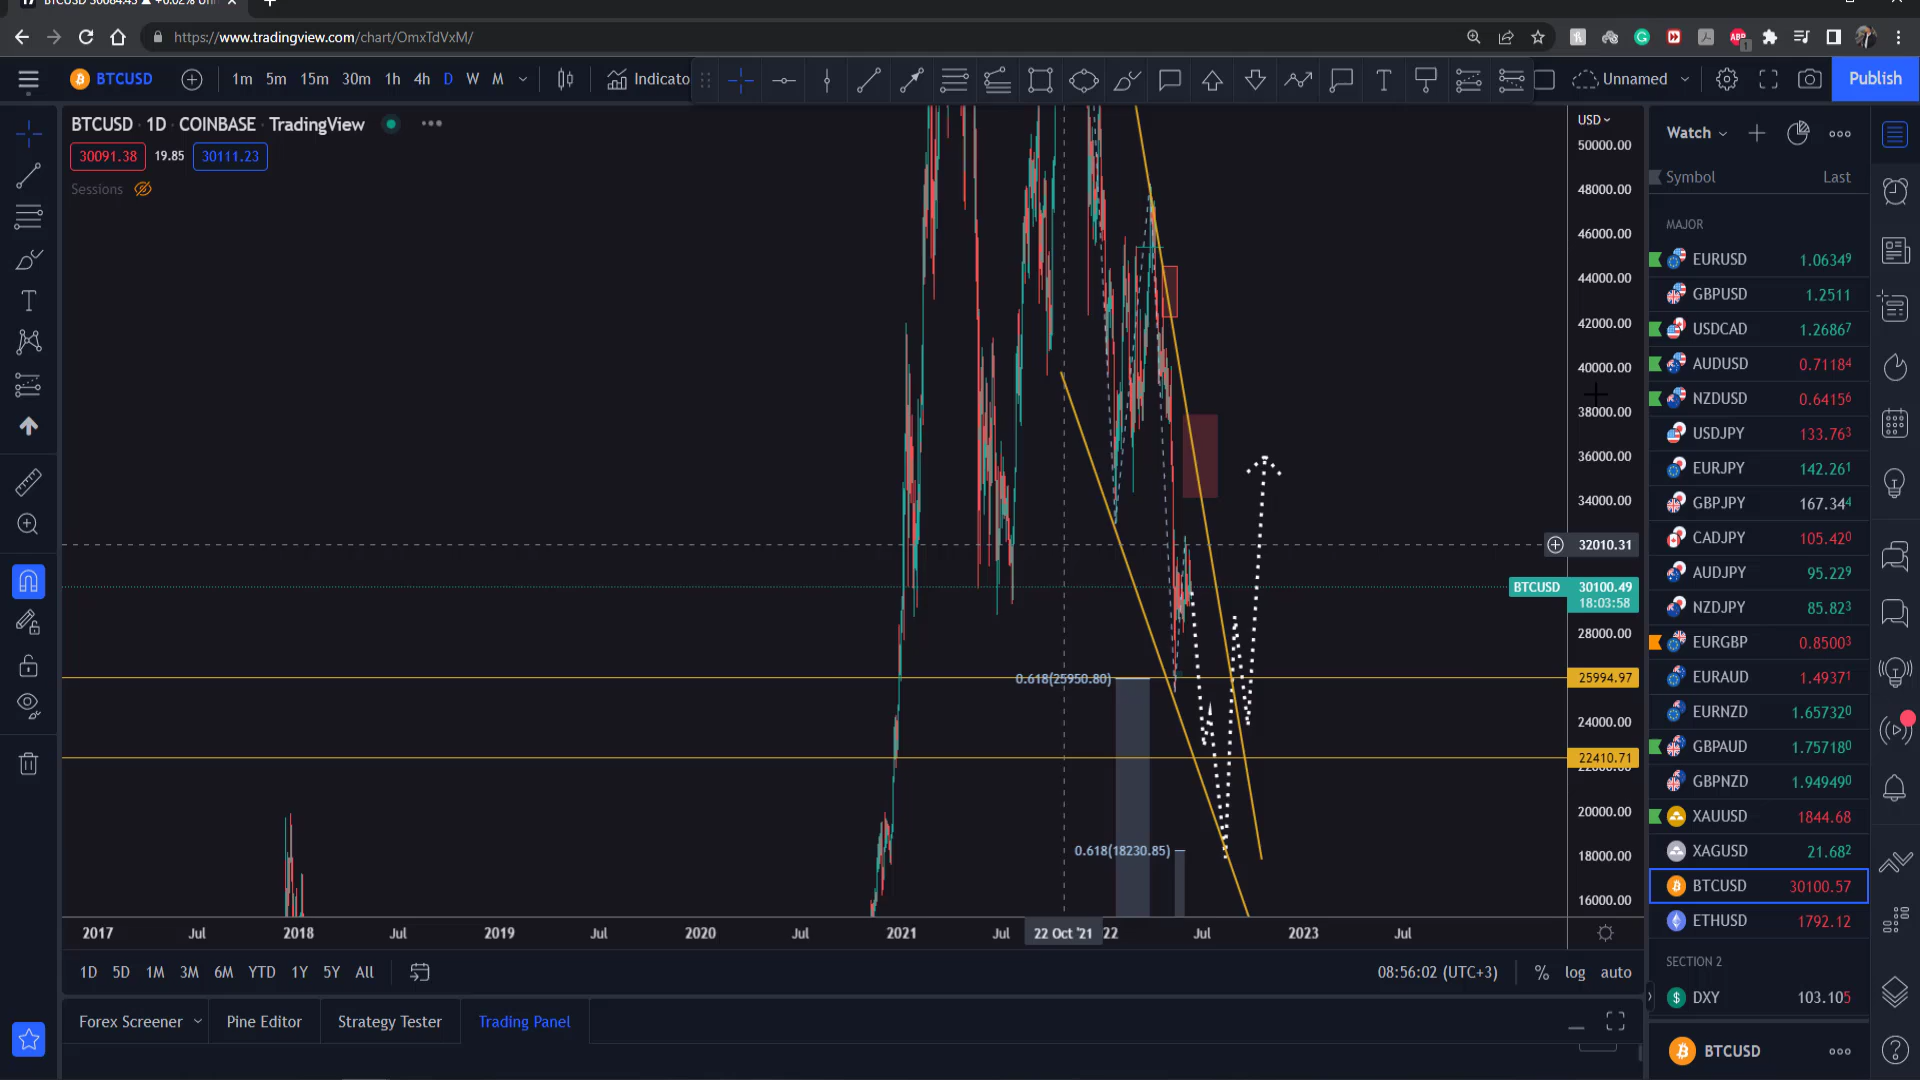 https://www.tradingview.com/chart/OmxTdVxM/
BTCUSD 1m 5m 15m 30m 1h 4h D W M Indicato Unnamed Publish
BTCUSD · 1D · COINBASE · TradingView
30091.38 19.85 30111.23
Sessions
USD
50000.00
48000.00
46000.00
44000.00
42000.00
40000.00
38000.00
36000.00
34000.00
32010.31
BTCUSD 30100.49
18:03:58
28000.00
0.618(25950.80) 25994.97
24000.00
22410.71
20000.00
0.618(18230.85) 18000.00
16000.00
2017 Jul 2018 Jul 2019 Jul 2020 Jul 2021 Jul 22 Oct '21 22 Jul 2023 Jul
1D 5D 1M 3M 6M YTD 1Y 5Y All 08:56:02 (UTC+3) % log auto
Forex Screener Pine Editor Strategy Tester Trading Panel
Watch
Symbol Last
MAJOR
EURUSD 1.06349
GBPUSD 1.2511
USDCAD 1.26867
AUDUSD 0.71184
NZDUSD 0.64156
USDJPY 133.763
EURJPY 142.261
GBPJPY 167.344
CADJPY 105.420
AUDJPY 95.229
NZDJPY 85.823
EURGBP 0.85003
EURAUD 1.49371
EURNZD 1.657320
GBPAUD 1.757180
GBPNZD 1.949490
XAUUSD 1844.68
XAGUSD 21.682
BTCUSD 30100.57
ETHUSD 1792.12
SECTION 2
DXY 103.105
BTCUSD